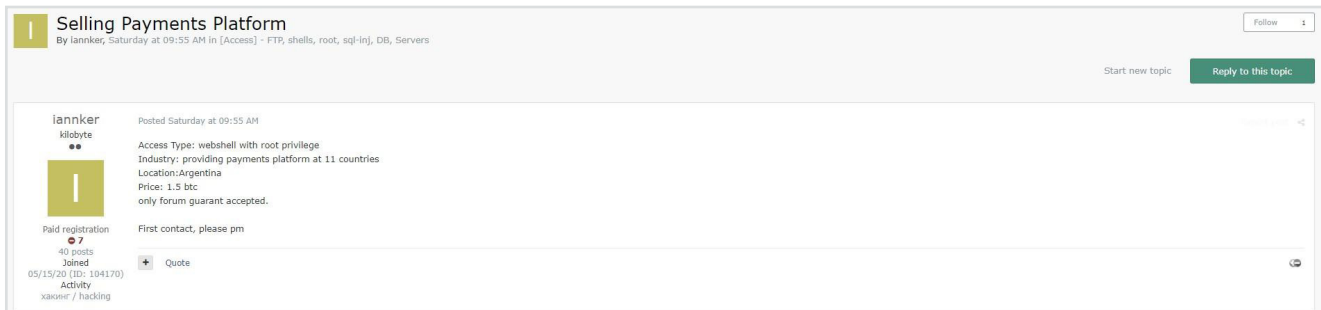 I
Selling Payments Platform
By iannker, Saturday at 09:55 AM in [Access] - FTP, shells, root, sql-inj, DB, Servers
Follow 1
Start new topic
Reply to this topic
iannker
kilobyte
I
Paid registration
7
40 posts
Joined
05/15/20 (ID: 104170)
Activity
хакинг / hacking
Posted Saturday at 09:55 AM
Access Type: webshell with root privilege
Industry: providing payments platform at 11 countries
Location:Argentina
Price: 1.5 btc
only forum guarant accepted.
First contact, please pm
+ Quote